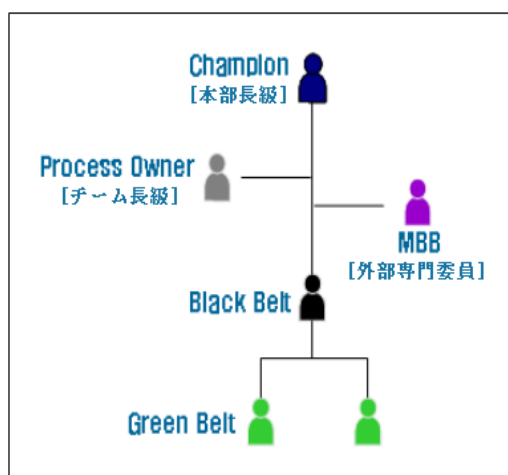 Champion
[本部長級]
Process Owner
[チーム長級]
MBB
[外部専門委員]
Black Belt
Green Belt